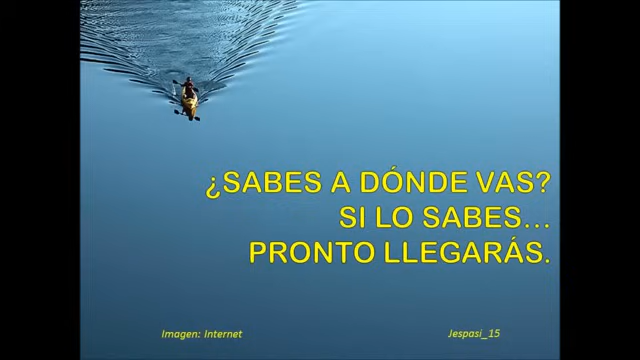 ¿SABES A DÓNDE VAS?
SI LO SABES...
PRONTO LLEGARÁS.
Imagen: Internet
Jespasi_15